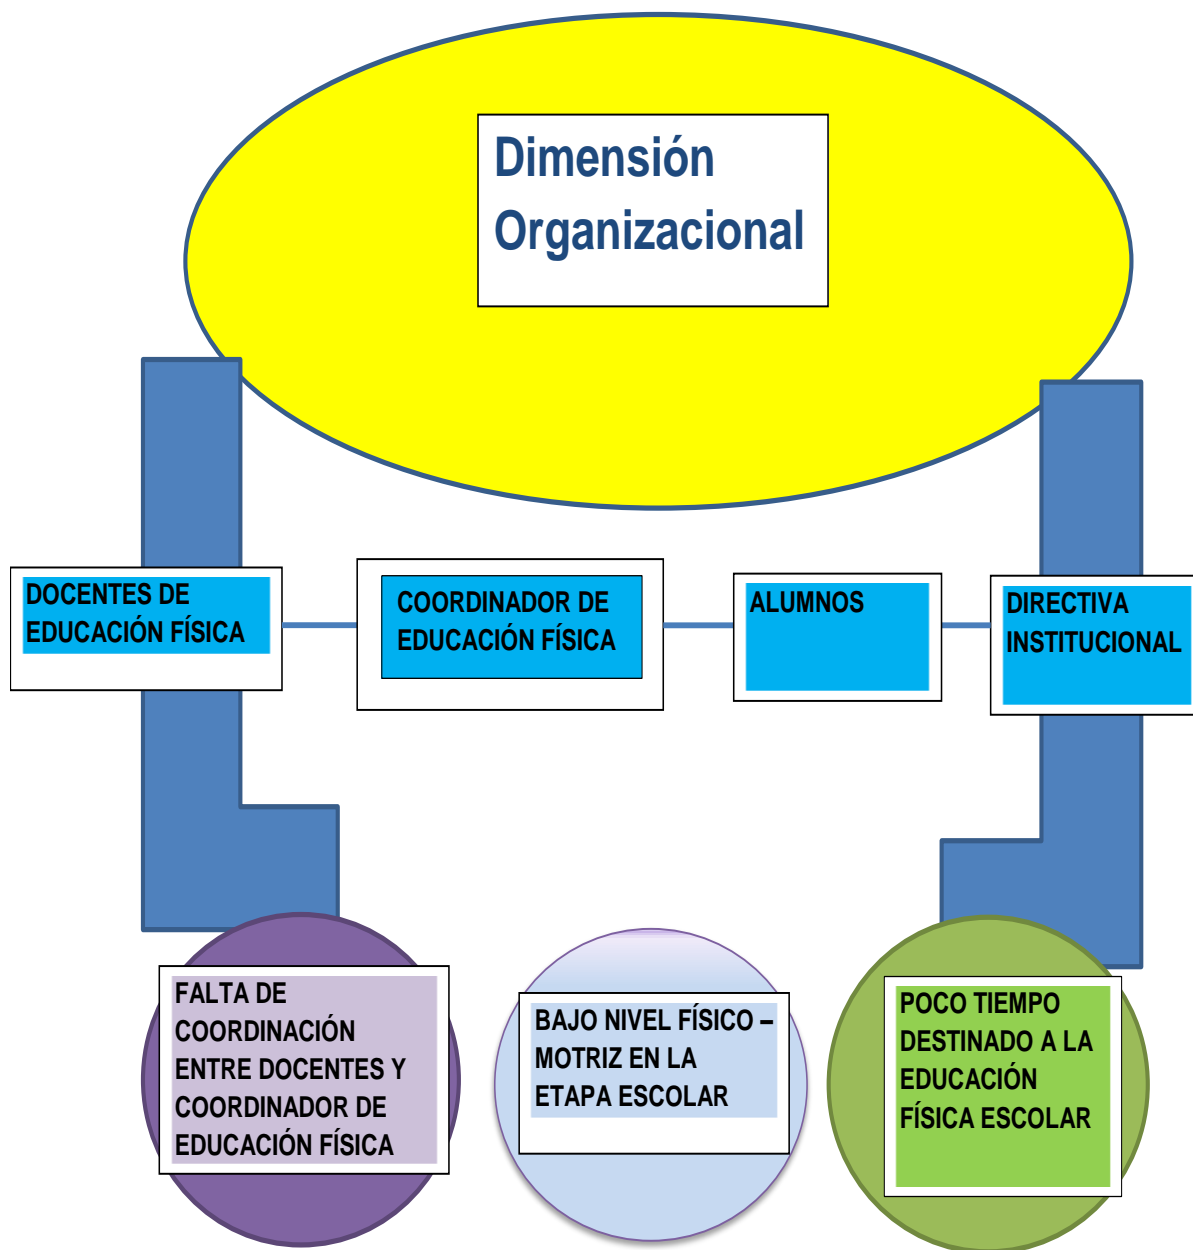 Dimensión
Organizacional
DOCENTES DE
EDUCACIÓN FÍSICA
COORDINADOR DE
EDUCACIÓN FÍSICA
ALUMNOS
DIRECTIVA
INSTITUCIONAL
FALTA DE
COORDINACIÓN
ENTRE DOCENTES Y
COORDINADOR DE
EDUCACIÓN FÍSICA
BAJO NIVEL FÍSICO –
MOTRIZ EN LA
ETAPA ESCOLAR
POCO TIEMPO
DESTINADO A LA
EDUCACIÓN
FÍSICA ESCOLAR